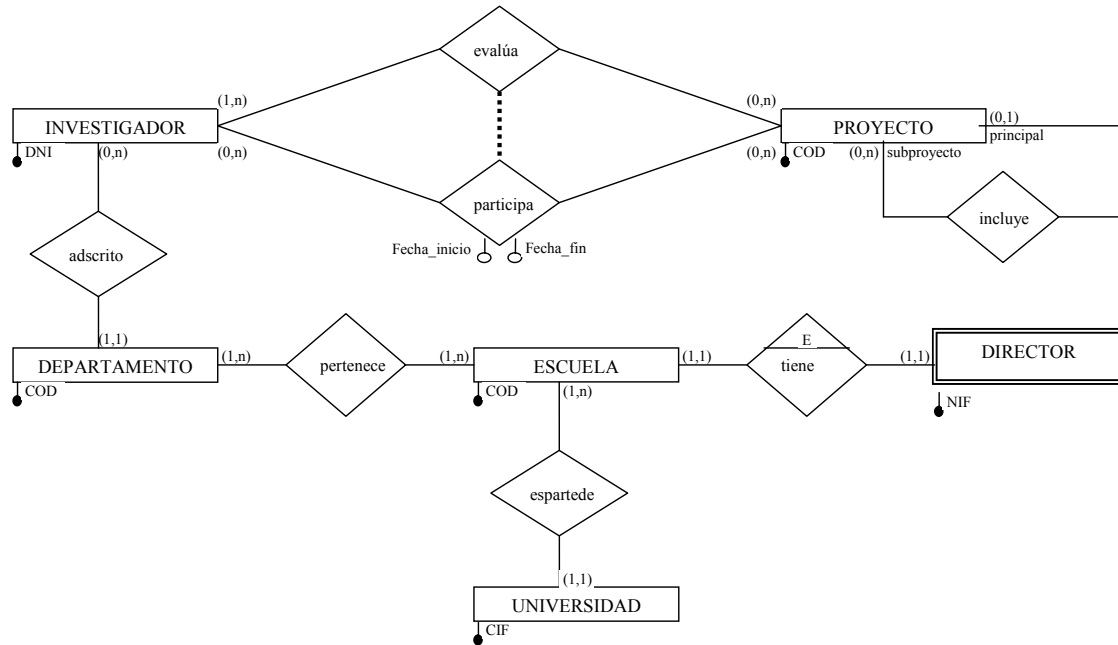 evalúa
(1,n)
(0,n)
(0,1)
INVESTIGADOR
PROYECTO
principal
DNI
(0,n)
(0,n)
(0,n)
COD
(0,n)
subproyecto
participa
incluye
adscrito
Fecha_inicio
Fecha_fin
(1,1)
DEPARTAMENTO
(1,n)
pertenece
(1,n)
ESCUELA
(1,1)
E
tiene
(1,1)
DIRECTOR
COD
COD
(1,n)
NIF
espartede
(1,1)
UNIVERSIDAD
CIF